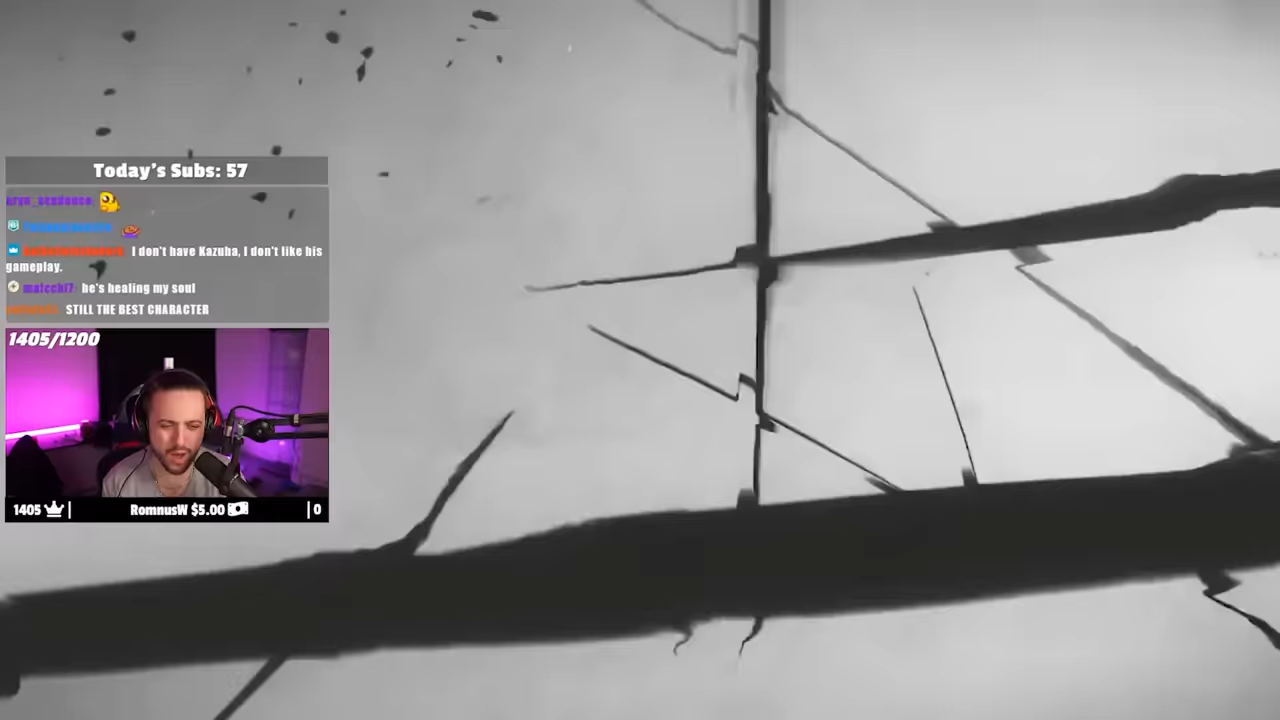 Today's Subs: 57
I don't have Kazuha, I don't like his
gameplay.
malcchi7: he's healing my soul
STILL THE BEST CHARACTER
1405/1200
1405 | RomnusW $5.00 | 0